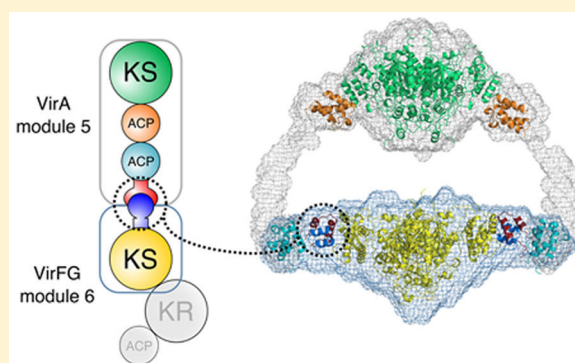 KS
VirA
module 5
ACP
ACP
KS
VirFG
module 6
KR
ACP